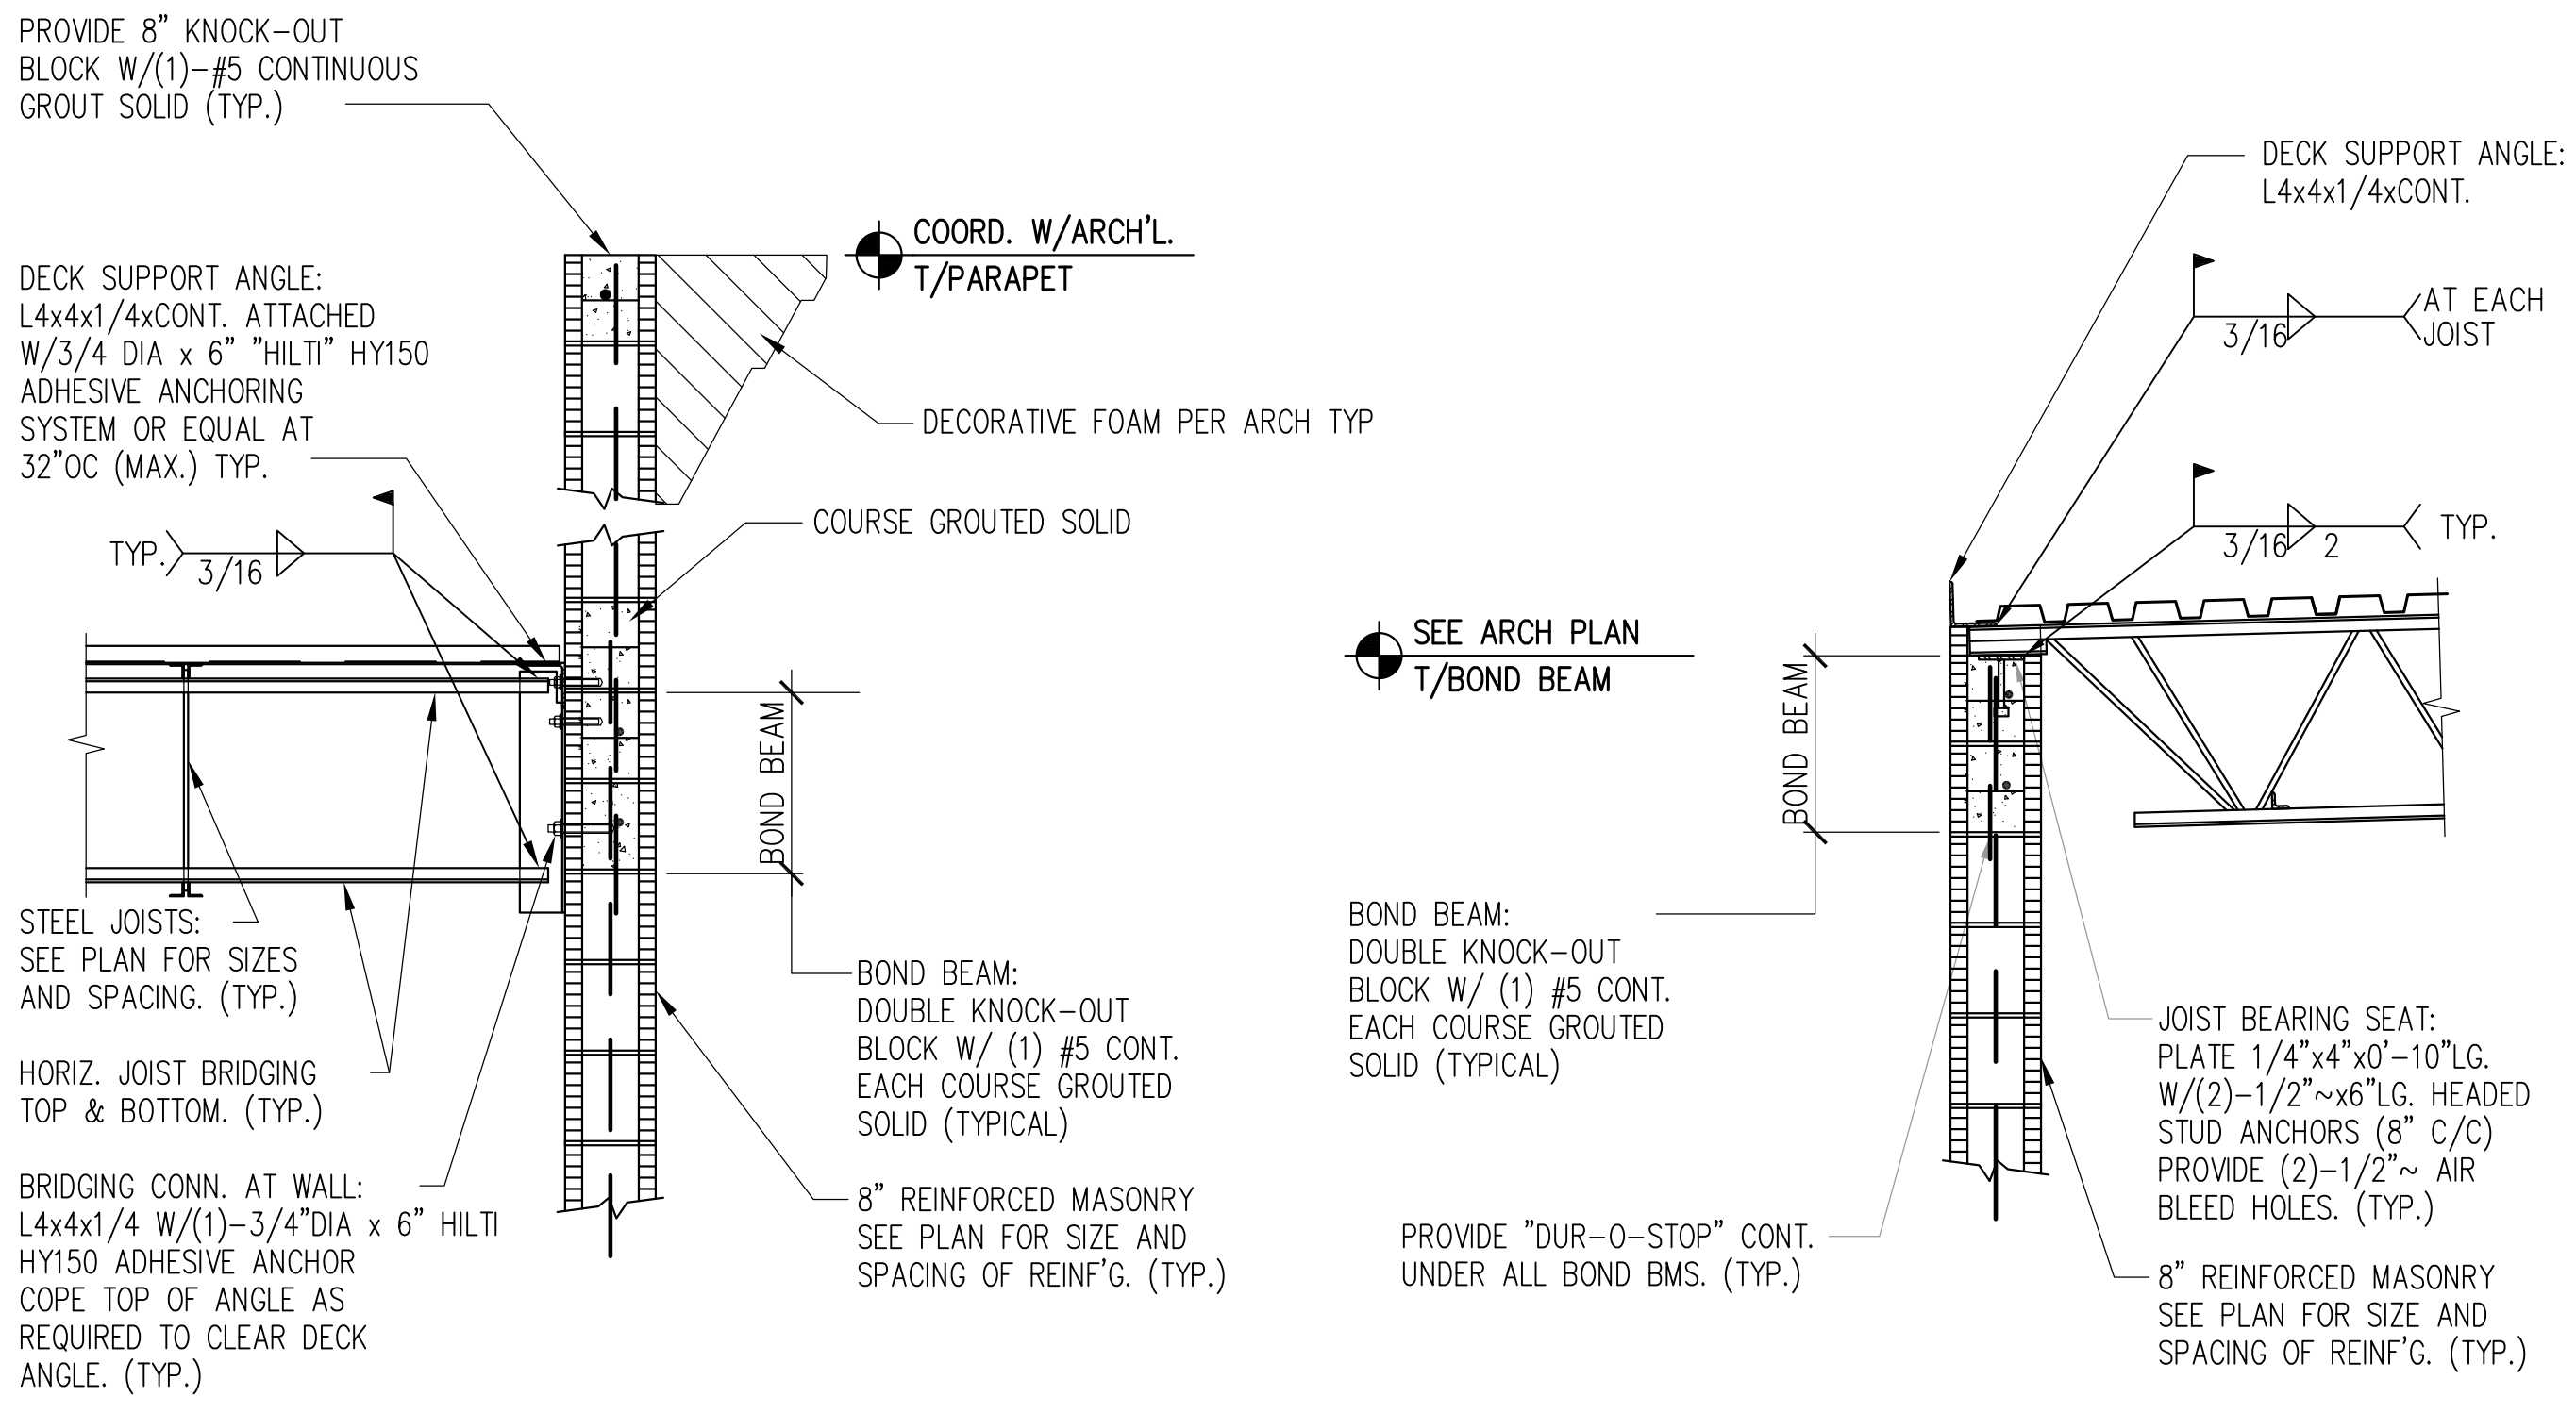 PROVIDE 8" KNOCK-OUT
BLOCK W/(1)-#5 CONTINUOUS
GROUT SOLID (TYP.)
DECK SUPPORT ANGLE:
L4x4x1/4xCONT. ATTACHED
W/3/4 DIA x 6" "HILTI" HY150
ADHESIVE ANCHORING
SYSTEM OR EQUAL AT
32"OC (MAX.) TYP.
TYP.
3/16
COORD. W/ARCH'L.
T/PARAPET
DECORATIVE FOAM PER ARCH TYP
COURSE GROUTED SOLID
BOND BEAM
STEEL JOISTS:
SEE PLAN FOR SIZES
AND SPACING. (TYP.)
HORIZ. JOIST BRIDGING
TOP & BOTTOM. (TYP.)
BRIDGING CONN. AT WALL:
L4x4x1/4 W/(1)-3/4"DIA x 6" HILTI
HY150 ADHESIVE ANCHOR
COPE TOP OF ANGLE AS
REQUIRED TO CLEAR DECK
ANGLE. (TYP.)
BOND BEAM:
DOUBLE KNOCK-OUT
BLOCK W/ (1) #5 CONT.
EACH COURSE GROUTED
SOLID (TYPICAL)
8" REINFORCED MASONRY
SEE PLAN FOR SIZE AND
SPACING OF REINF'G. (TYP.)
DECK SUPPORT ANGLE:
L4x4x1/4xCONT.
3/16
AT EACH
JOIST
3/16 2
TYP.
SEE ARCH PLAN
T/BOND BEAM
BOND BEAM
BOND BEAM:
DOUBLE KNOCK-OUT
BLOCK W/ (1) #5 CONT.
EACH COURSE GROUTED
SOLID (TYPICAL)
PROVIDE "DUR-O-STOP" CONT.
UNDER ALL BOND BMS. (TYP.)
JOIST BEARING SEAT:
PLATE 1/4"x4"x0'-10"LG.
W/(2)-1/2"~x6"LG. HEADED
STUD ANCHORS (8" C/C)
PROVIDE (2)-1/2"~ AIR
BLEED HOLES. (TYP.)
8" REINFORCED MASONRY
SEE PLAN FOR SIZE AND
SPACING OF REINF'G. (TYP.)